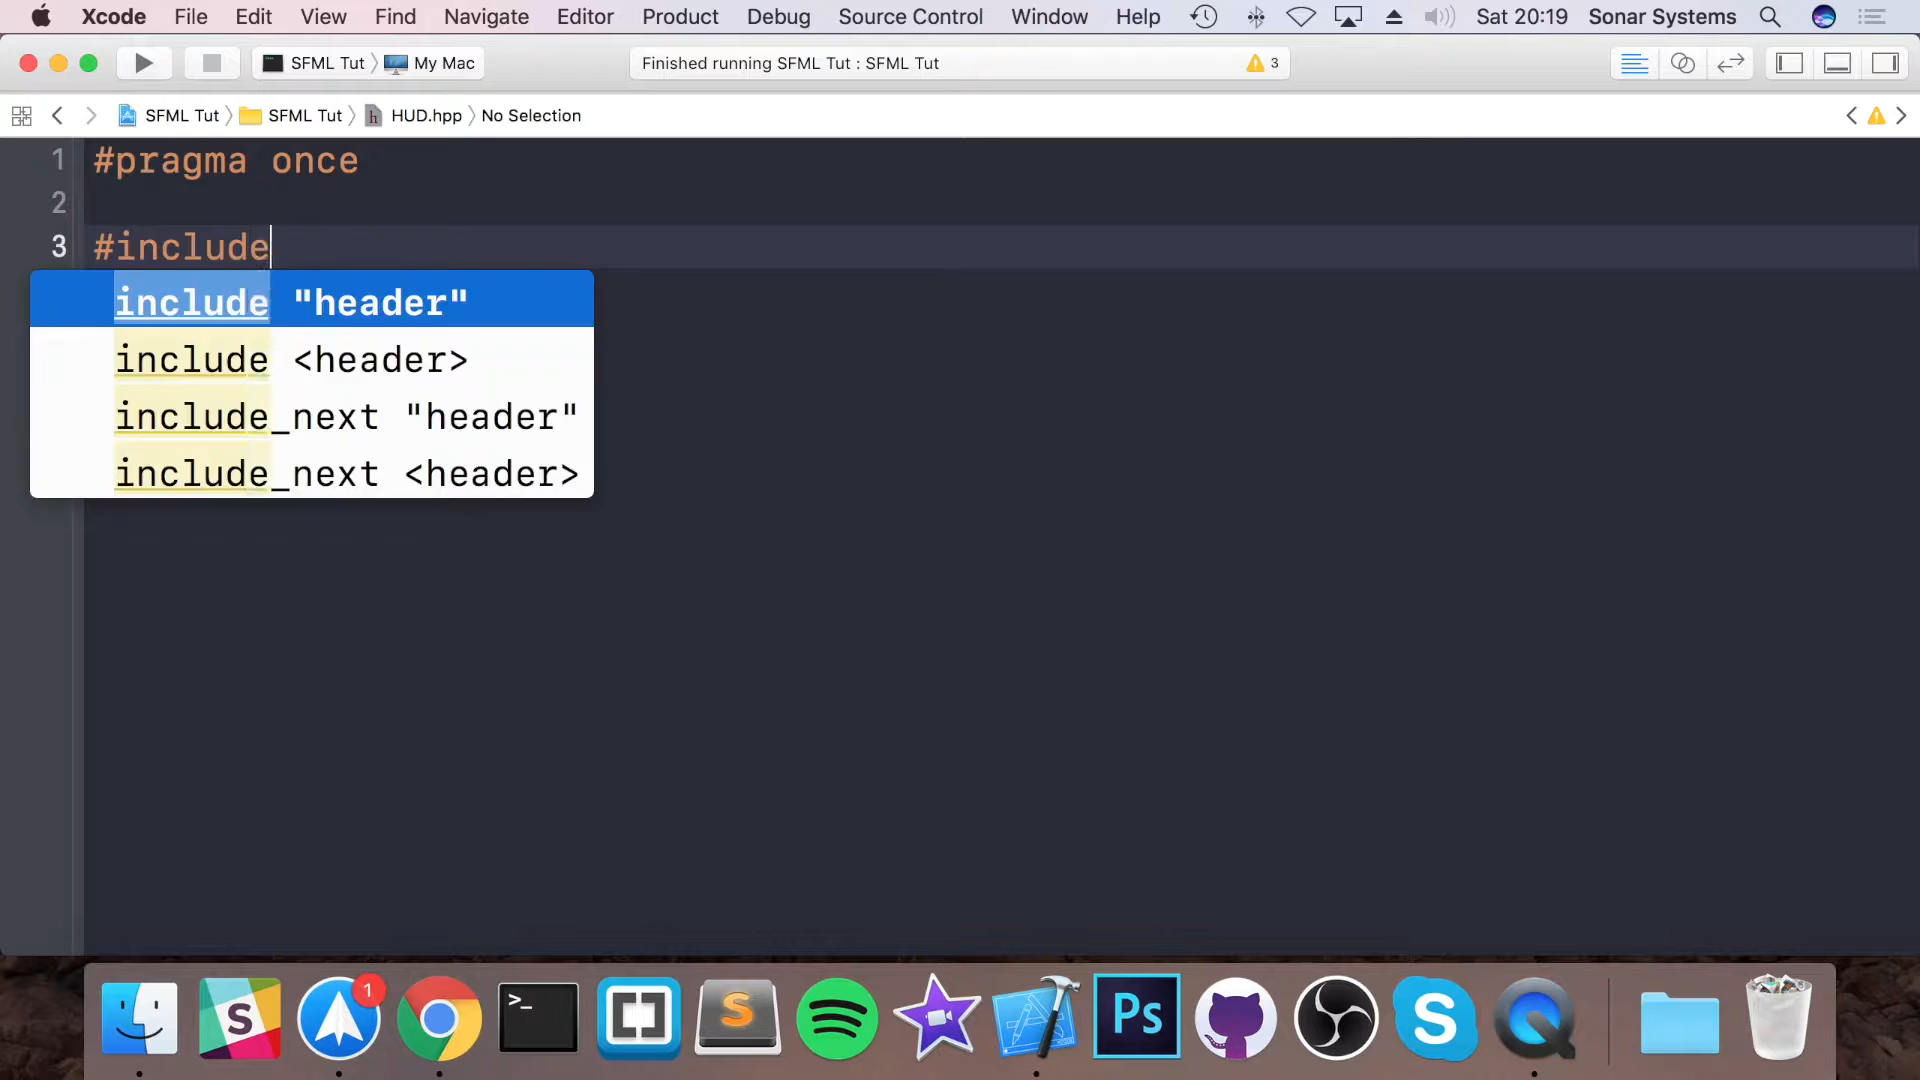 Xcode File Edit View Find Navigate Editor Product Debug Source Control Window Help Sat 20:19 Sonar Systems
SFML Tut My Mac Finished running SFML Tut : SFML Tut 3
SFML Tut SFML Tut h HUD.hpp No Selection
1 #pragma once
2
3 #include
include "header"
include <header>
include_next "header"
include_next <header>
S 1 >_ S Ps S